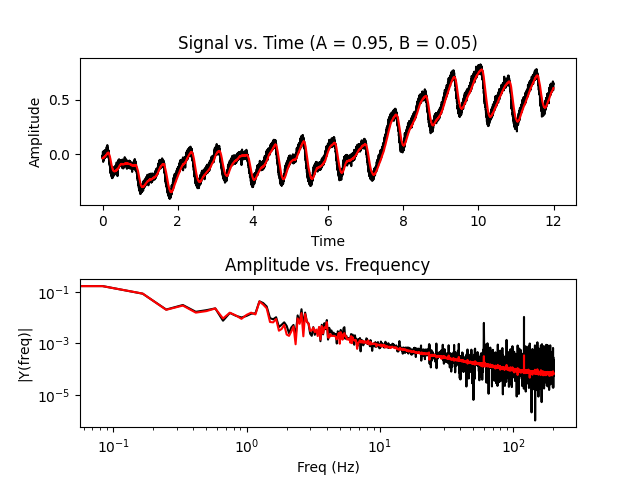 Signal vs. Time (A = 0.95, B = 0.05)
0.5
0.0
Amplitude
0 2 4 6 8 10 12
Time
Amplitude vs. Frequency
10⁻¹
10⁻³
10⁻⁵
|Y(freq)|
10⁻¹ 10⁰ 10¹ 10²
Freq (Hz)